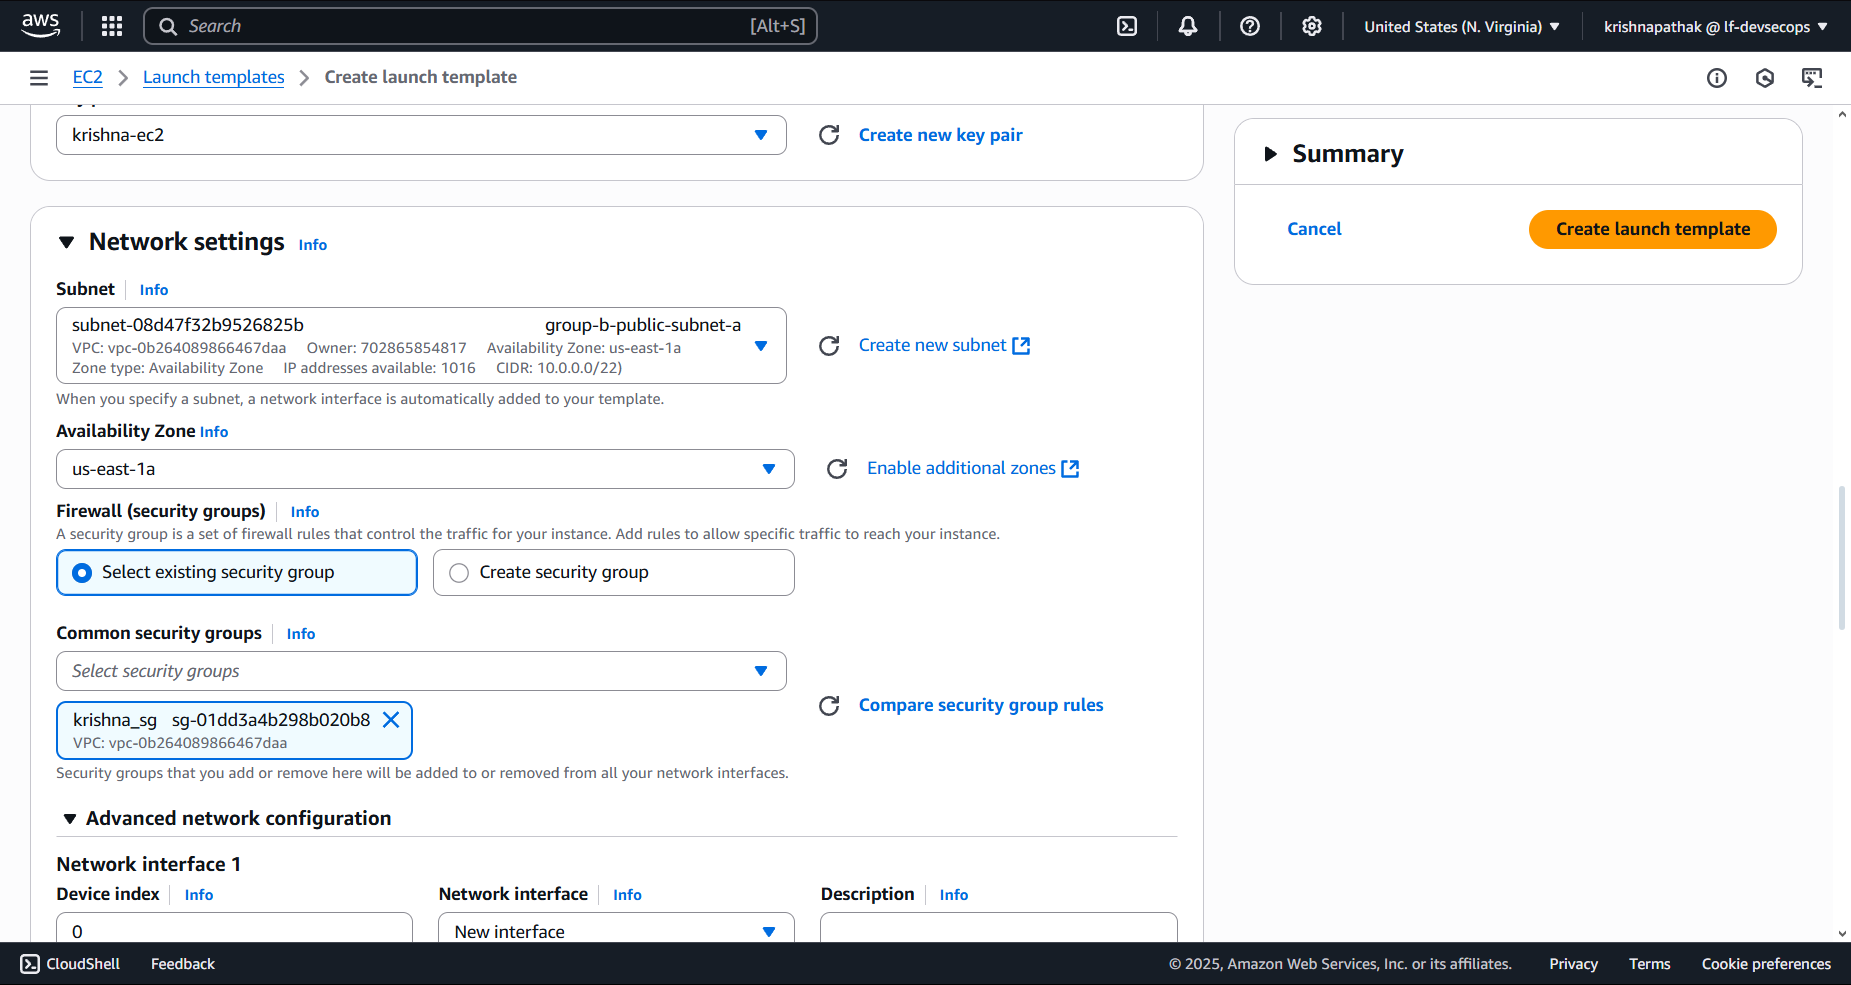 aws
Search [Alt+S]
United States (N. Virginia)
krishnapathak @ lf-devsecops
EC2 Launch templates Create launch template
krishna-ec2
Create new key pair
Network settings Info
Subnet Info
subnet-08d47f32b9526825b group-b-public-subnet-a
VPC: vpc-0b264089866467daa Owner: 702865854817 Availability Zone: us-east-1a
Zone type: Availability Zone IP addresses available: 1016 CIDR: 10.0.0.0/22)
Create new subnet
When you specify a subnet, a network interface is automatically added to your template.
Availability Zone Info
us-east-1a
Enable additional zones
Firewall (security groups) Info
A security group is a set of firewall rules that control the traffic for your instance. Add rules to allow specific traffic to reach your instance.
Select existing security group
Create security group
Common security groups Info
Select security groups
krishna_sg sg-01dd3a4b298b020b8
VPC: vpc-0b264089866467daa
Compare security group rules
Security groups that you add or remove here will be added to or removed from all your network interfaces.
Advanced network configuration
Network interface 1
Device index Info
Network interface Info
Description Info
0
New interface
Summary
Cancel
Create launch template
CloudShell Feedback
© 2025, Amazon Web Services, Inc. or its affiliates. Privacy Terms Cookie preferences